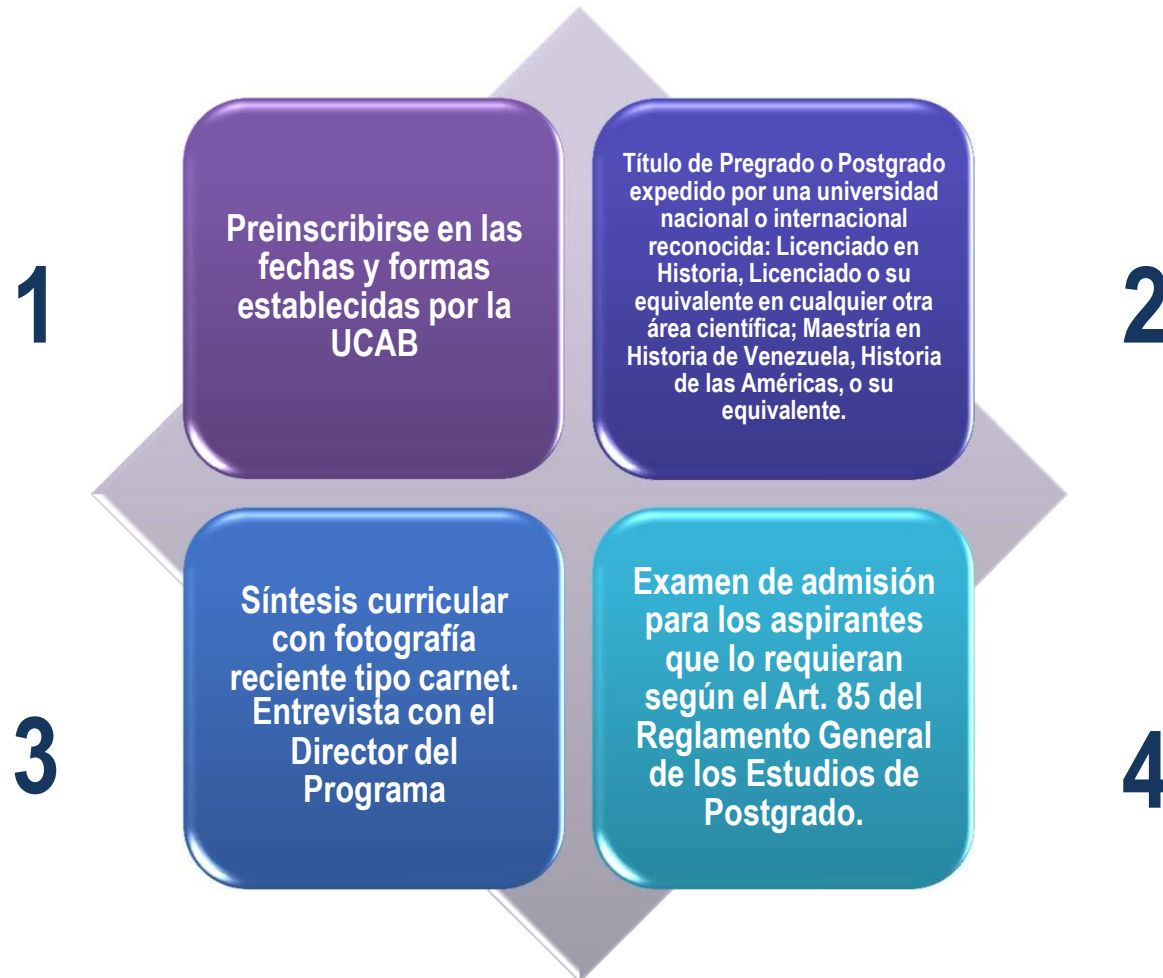 1
Preinscribirse en las
fechas y formas
establecidas por la
UCAB
Título de Pregrado o Postgrado
expedido por una universidad
nacional o internacional
reconocida: Licenciado en
Historia, Licenciado o su
equivalente en cualquier otra
área científica; Maestría en
Historia de Venezuela, Historia
de las Américas, o su
equivalente.
2
3
Síntesis curricular
con fotografía
reciente tipo carnet.
Entrevista con el
Director del
Programa
Examen de admisión
para los aspirantes
que lo requieran
según el Art. 85 del
Reglamento General
de los Estudios de
Postgrado.
4